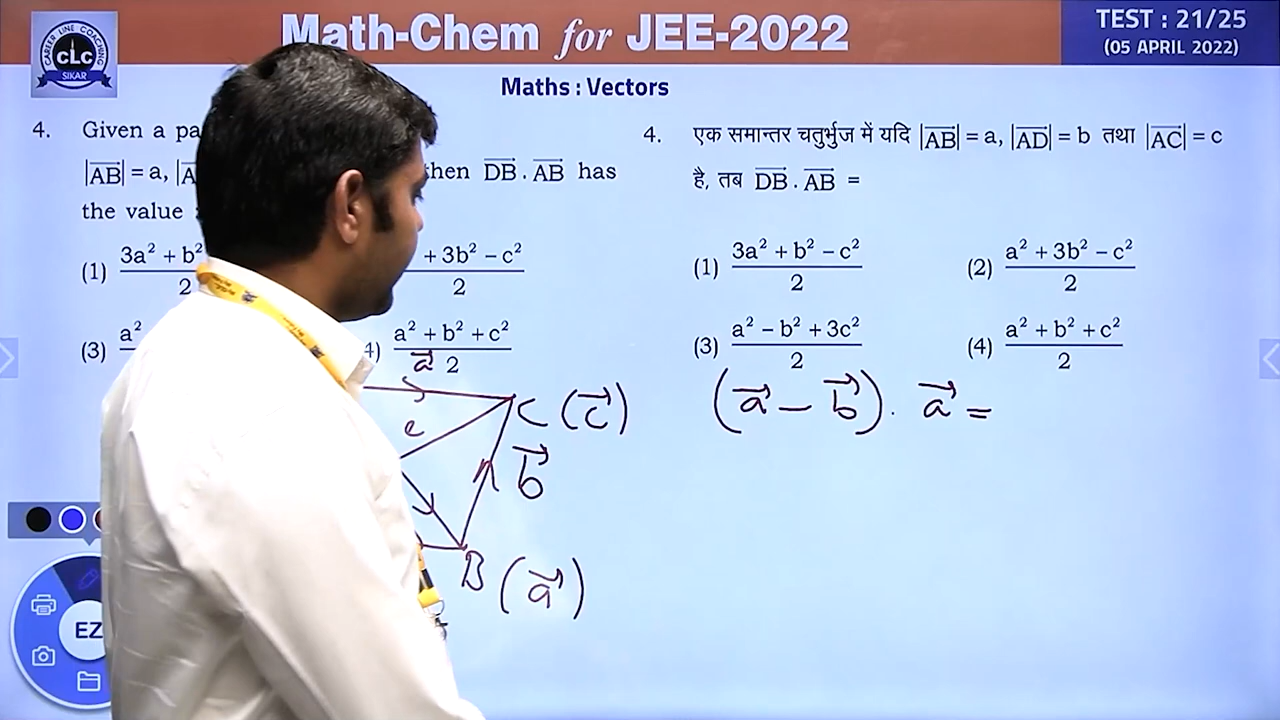 Math-Chem for JEE-2022
TEST : 21/25
(05 APRIL 2022)
CAREER LINE COACHING
CLC
SIKAR
Maths : Vectors
4. Given a
|AB| = a, then DB . AB has
the value
(1) 3a² + b² / 2
+ 3b² – c² / 2
(3) a²
4) a² + b² + c² / 2
4. एक समान्तर चतुर्भुज में यदि |AB| = a, |AD| = b तथा |AC| = c
है, तब DB . AB =
(1) 3a² + b² – c² / 2
(2) a² + 3b² – c² / 2
(3) a² – b² + 3c² / 2
(4) a² + b² + c² / 2
a⃗
C (c⃗)
b⃗
B (a⃗)
(a⃗ – b⃗) . a⃗ =
EZ